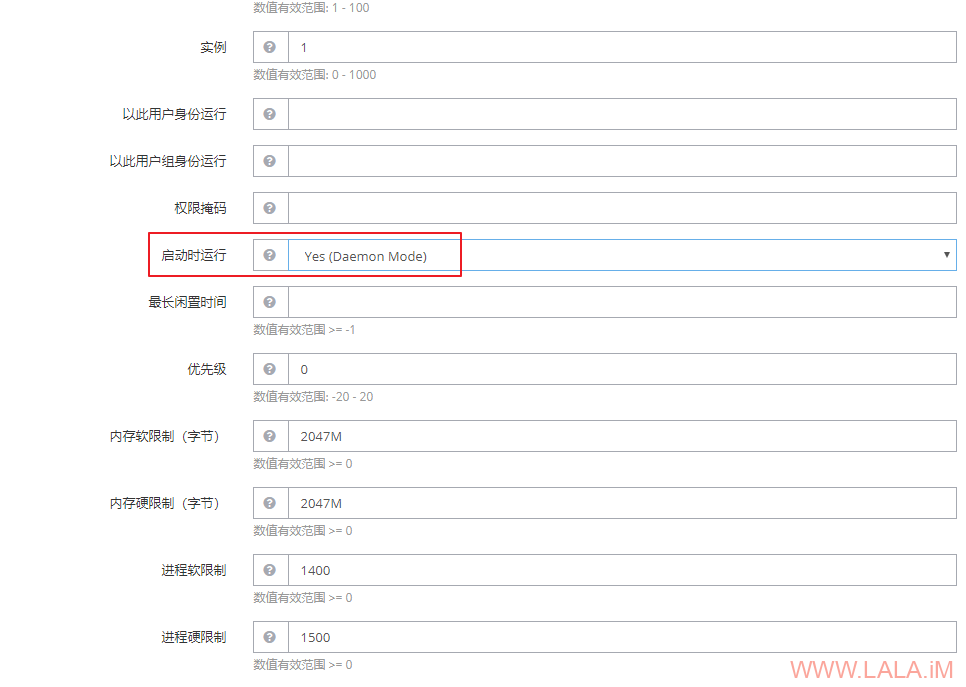 数值有效范围: 1 - 100
实例 1
数值有效范围: 0 - 1000
以此用户身份运行
以此用户组身份运行
权限掩码
启动时运行 Yes (Daemon Mode)
最长闲置时间
数值有效范围 >= -1
优先级 0
数值有效范围: -20 - 20
内存软限制（字节） 2047M
数值有效范围 >= 0
内存硬限制（字节） 2047M
数值有效范围 >= 0
进程软限制 1400
数值有效范围 >= 0
进程硬限制 1500
数值有效范围 >= 0
WWW.LALA.iM